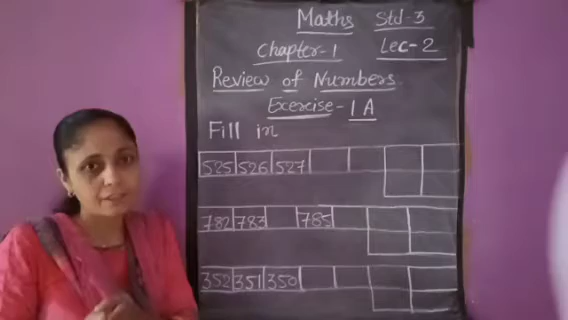 Maths Std-3
Chapter-1 Lec-2
Review of Numbers
Exercise-1A
Fill in
525 526 527
782 783 785
352 351 350